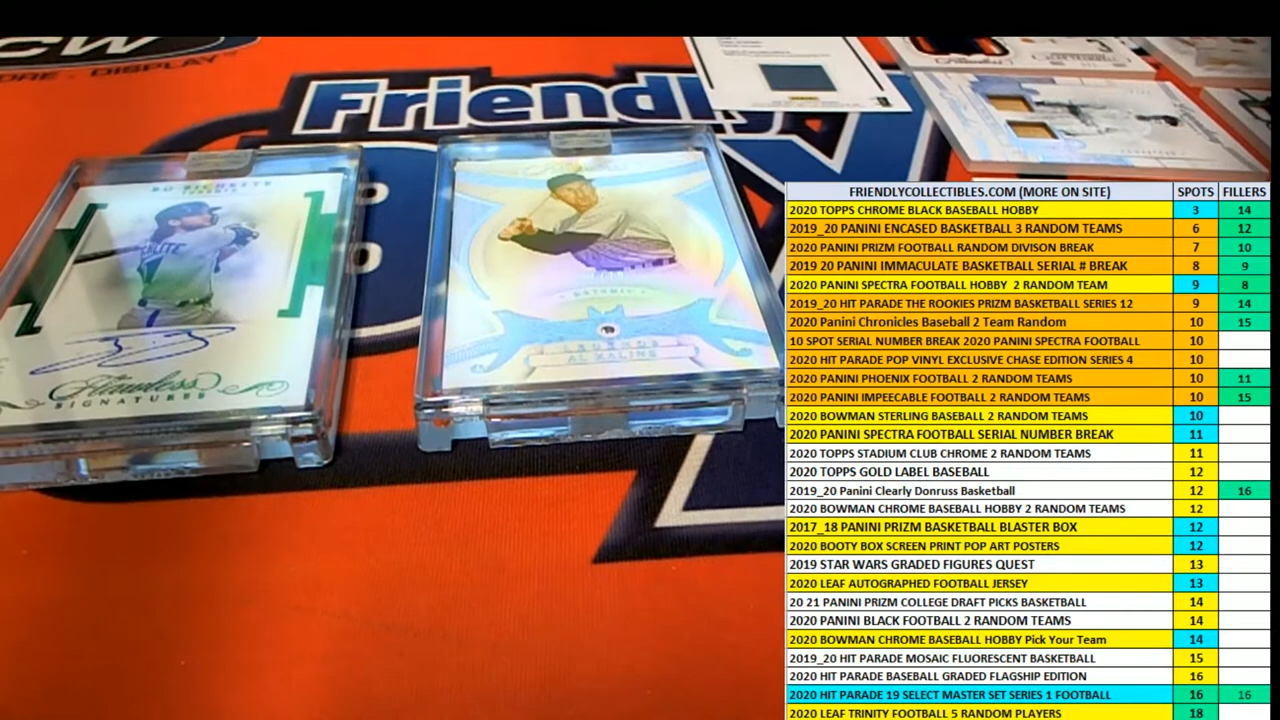 CW
ORE - DISPLAY
Friendly
BO BICHETTE
TORONTO
Flawless
SIGNATURES
LEGENDS
AL KALINE
FRIENDLYCOLLECTIBLES.COM (MORE ON SITE) SPOTS FILLERS
2020 TOPPS CHROME BLACK BASEBALL HOBBY 3 14
2019_20 PANINI ENCASED BASKETBALL 3 RANDOM TEAMS 6 12
2020 PANINI PRIZM FOOTBALL RANDOM DIVISON BREAK 7 10
2019 20 PANINI IMMACULATE BASKETBALL SERIAL # BREAK 8 9
2020 PANINI SPECTRA FOOTBALL HOBBY 2 RANDOM TEAM 9 8
2019_20 HIT PARADE THE ROOKIES PRIZM BASKETBALL SERIES 12 9 14
2020 Panini Chronicles Baseball 2 Team Random 10 15
10 SPOT SERIAL NUMBER BREAK 2020 PANINI SPECTRA FOOTBALL 10
2020 HIT PARADE POP VINYL EXCLUSIVE CHASE EDITION SERIES 4 10
2020 PANINI PHOENIX FOOTBALL 2 RANDOM TEAMS 10 11
2020 PANINI IMPEECABLE FOOTBALL 2 RANDOM TEAMS 10 15
2020 BOWMAN STERLING BASEBALL 2 RANDOM TEAMS 10
2020 PANINI SPECTRA FOOTBALL SERIAL NUMBER BREAK 11
2020 TOPPS STADIUM CLUB CHROME 2 RANDOM TEAMS 11
2020 TOPPS GOLD LABEL BASEBALL 12
2019_20 Panini Clearly Donruss Basketball 12 16
2020 BOWMAN CHROME BASEBALL HOBBY 2 RANDOM TEAMS 12
2017_18 PANINI PRIZM BASKETBALL BLASTER BOX 12
2020 BOOTY BOX SCREEN PRINT POP ART POSTERS 12
2019 STAR WARS GRADED FIGURES QUEST 13
2020 LEAF AUTOGRAPHED FOOTBALL JERSEY 13
20 21 PANINI PRIZM COLLEGE DRAFT PICKS BASKETBALL 14
2020 PANINI BLACK FOOTBALL 2 RANDOM TEAMS 14
2020 BOWMAN CHROME BASEBALL HOBBY Pick Your Team 14
2019_20 HIT PARADE MOSAIC FLUORESCENT BASKETBALL 15
2020 HIT PARADE BASEBALL GRADED FLAGSHIP EDITION 16
2020 HIT PARADE 19 SELECT MASTER SET SERIES 1 FOOTBALL 16 16
2020 LEAF TRINITY FOOTBALL 5 RANDOM PLAYERS 18